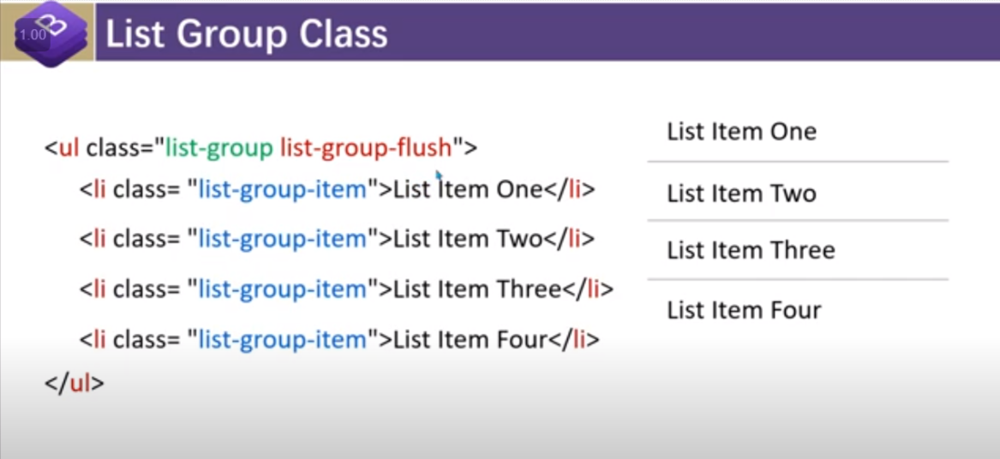 1.00
List Group Class
<ul class="list-group list-group-flush">
<li class= "list-group-item">List Item One</li>
<li class= "list-group-item">List Item Two</li>
<li class= "list-group-item">List Item Three</li>
<li class= "list-group-item">List Item Four</li>
</ul>
List Item One
List Item Two
List Item Three
List Item Four